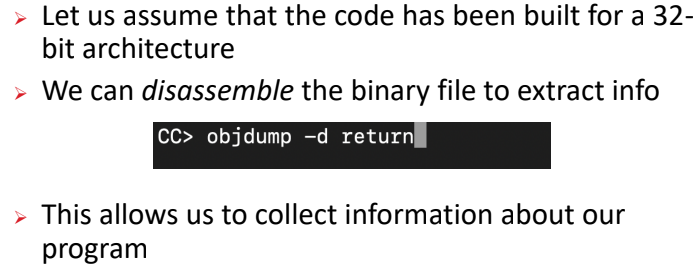 Let us assume that the code has been built for a 32-
bit architecture
We can disassemble the binary file to extract info
CC> objdump -d return
This allows us to collect information about our
program